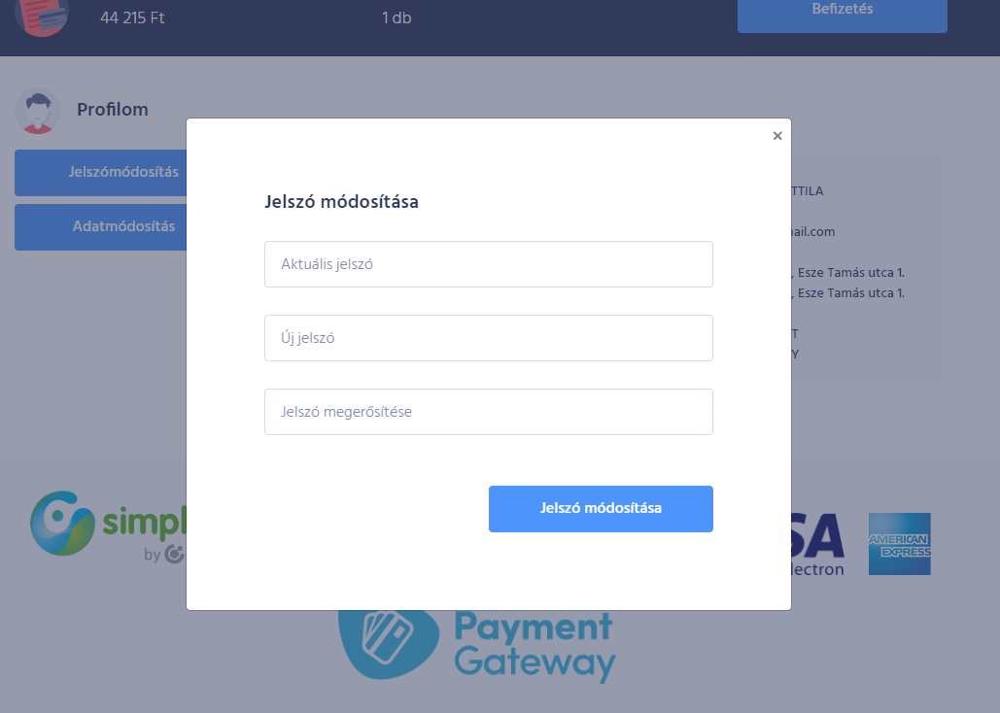 44 215 Ft
1 db
Befizetés
Profilom
Jelszómódosítás
Adatmódosítás
×
Jelszó módosítása
Aktuális jelszó
Új jelszó
Jelszó megerősítése
Jelszó módosítása
TTILA
ail.com
, Esze Tamás utca 1.
, Esze Tamás utca 1.
T
Y
simpl
by
SA
lectron
AMERICAN
EXPRESS
Payment
Gateway